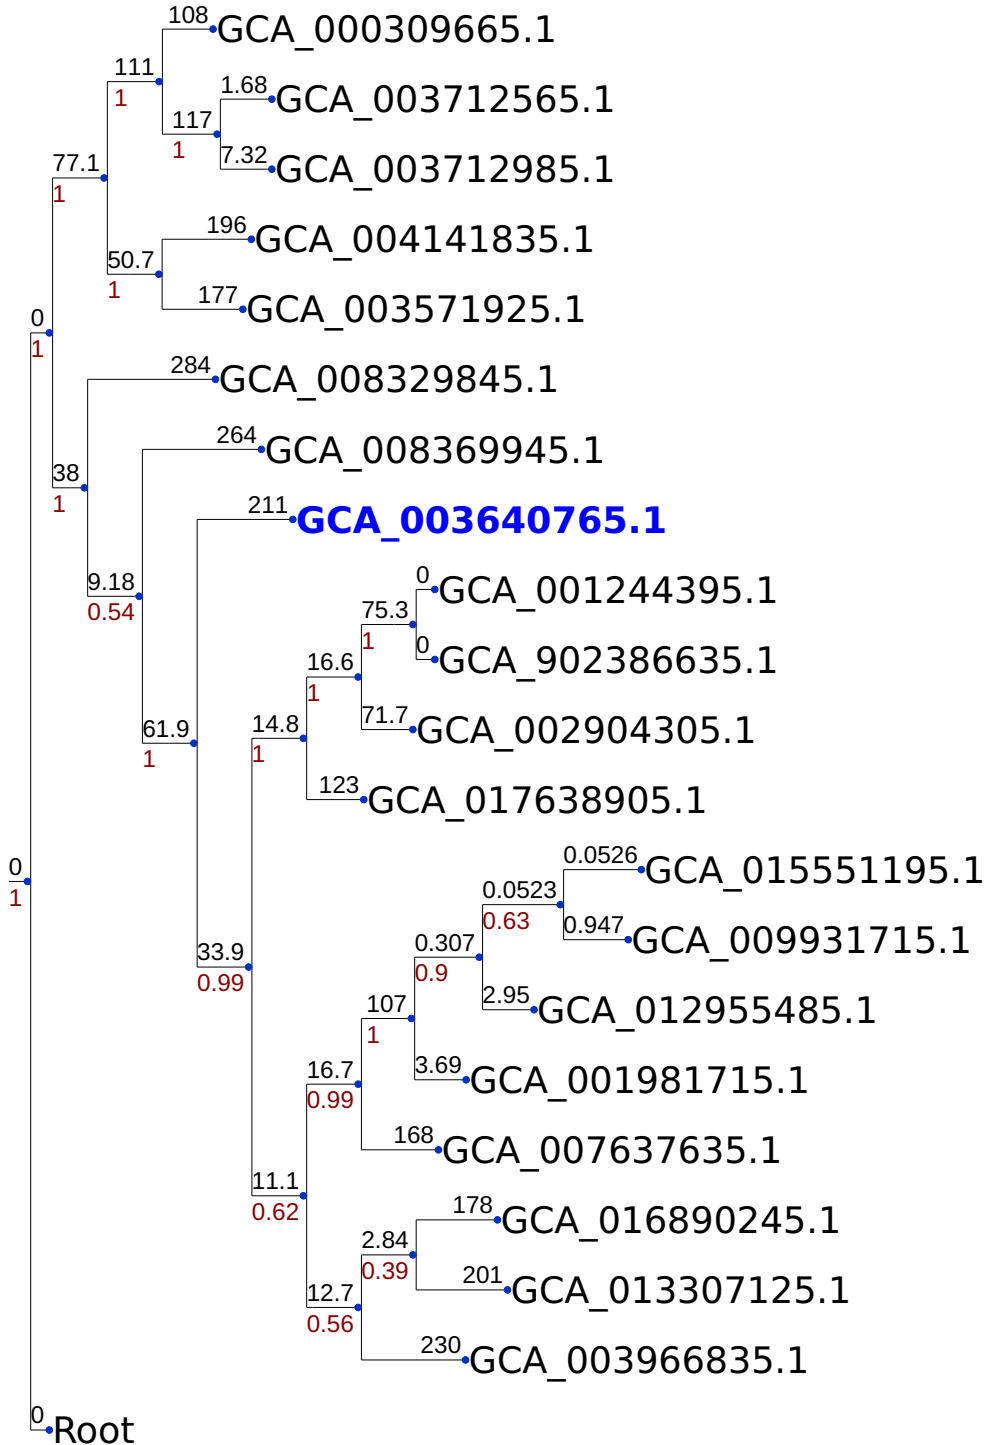 108
GCA_000309665.1
111
1
1.68
GCA_003712565.1
117
1
7.32
GCA_003712985.1
77.1
1
196
GCA_004141835.1
50.7
1
177
GCA_003571925.1
0
1
284
GCA_008329845.1
264
GCA_008369945.1
38
1
211
GCA_003640765.1
9.18
0.54
0
GCA_001244395.1
75.3
1
0
GCA_902386635.1
16.6
1
71.7
GCA_002904305.1
61.9
1
14.8
1
123
GCA_017638905.1
0
1
0.0526
GCA_015551195.1
0.0523
0.63
0.947
GCA_009931715.1
0.307
0.9
33.9
0.99
2.95
GCA_012955485.1
107
1
3.69
GCA_001981715.1
16.7
0.99
168
GCA_007637635.1
11.1
0.62
178
GCA_016890245.1
2.84
0.39
201
GCA_013307125.1
12.7
0.56
230
GCA_003966835.1
0
Root